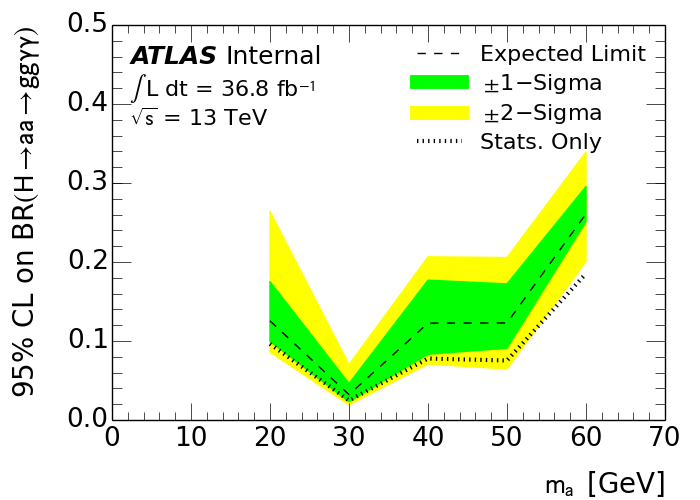 0.5
0.4
0.3
0.2
0.1
0.0
95% CL on BR(H→aa→ggγγ)
ATLAS Internal
∫L dt = 36.8 fb⁻¹
√s = 13 TeV
Expected Limit
±1−Sigma
±2−Sigma
Stats. Only
0 10 20 30 40 50 60 70
mₐ [GeV]